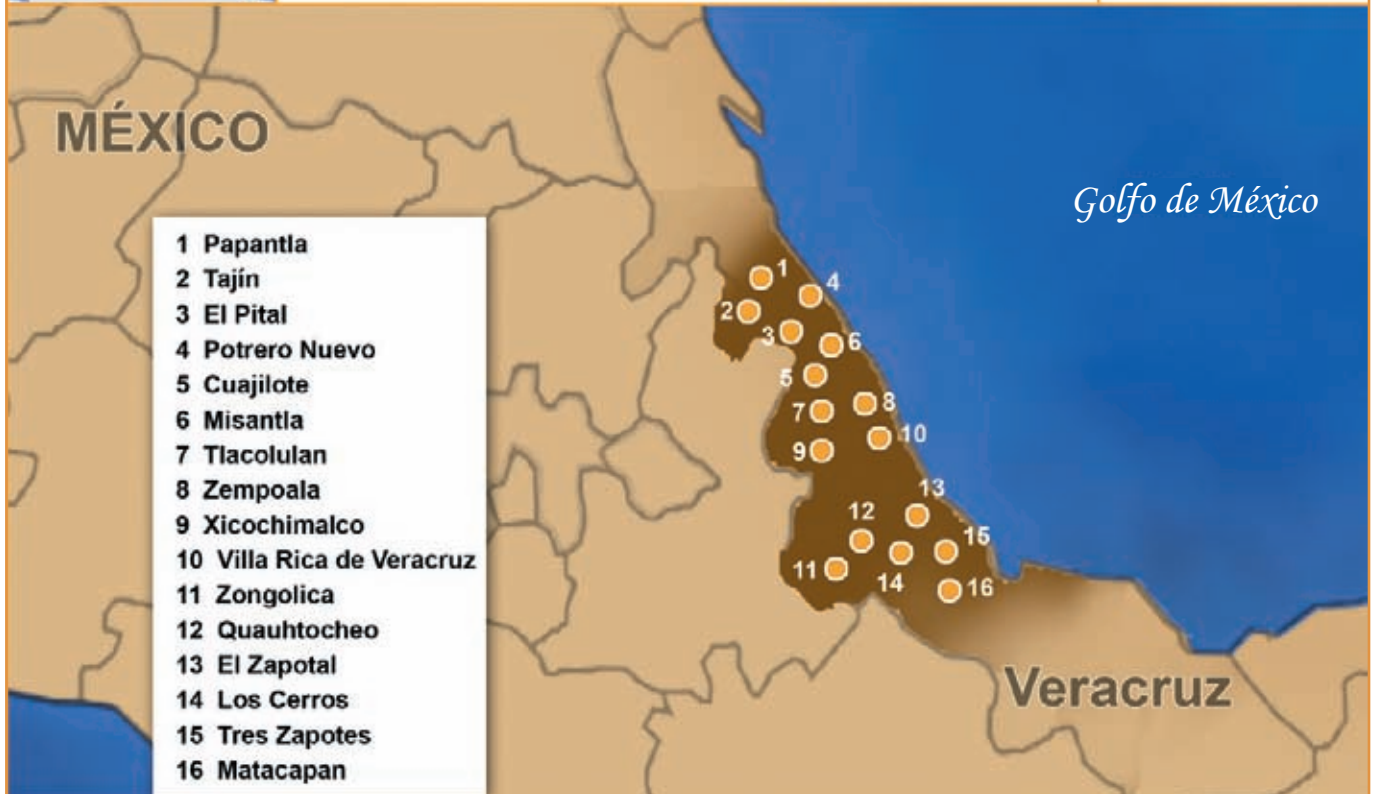 MÉXICO
Golfo de México
1 Papantla
2 Tajín
3 El Pital
4 Potrero Nuevo
5 Cuajilote
6 Misantla
7 Tlacolulan
8 Zempoala
9 Xicochimalco
10 Villa Rica de Veracruz
11 Zongolica
12 Quauhtocheo
13 El Zapotal
14 Los Cerros
15 Tres Zapotes
16 Matacapan
1
4
2
3
6
5
8
7
10
9
13
12
15
11
14
16
Veracruz